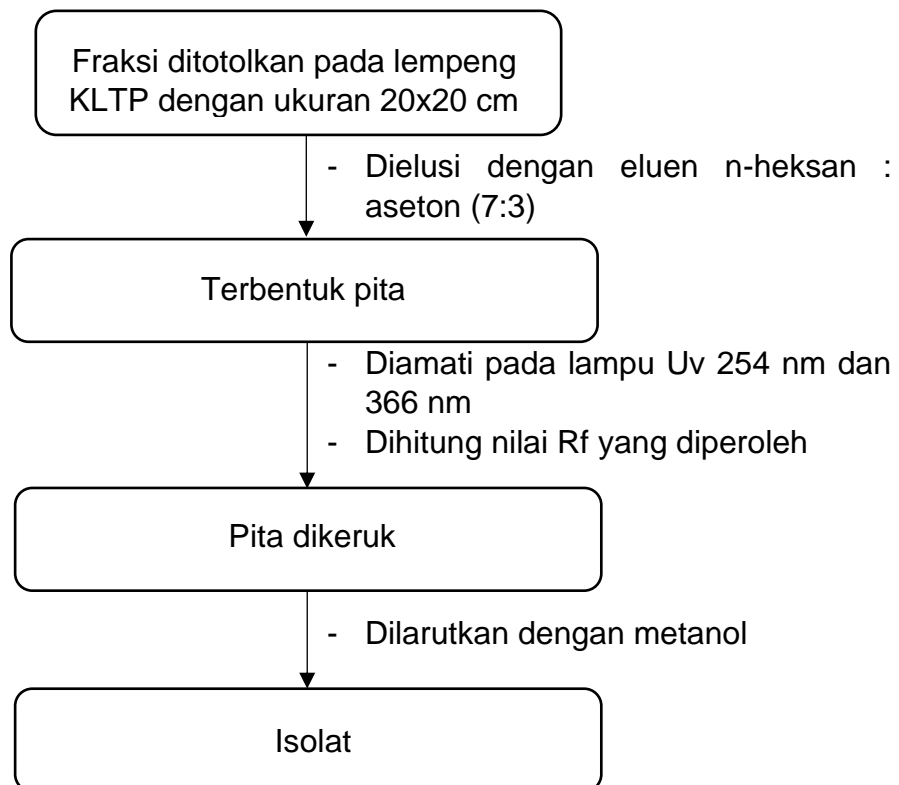 Fraksi ditotolkan pada lempeng
KLTP dengan ukuran 20x20 cm
- Dielusi dengan eluen n-heksan :
aseton (7:3)
Terbentuk pita
- Diamati pada lampu Uv 254 nm dan
366 nm
- Dihitung nilai Rf yang diperoleh
Pita dikeruk
- Dilarutkan dengan metanol
Isolat